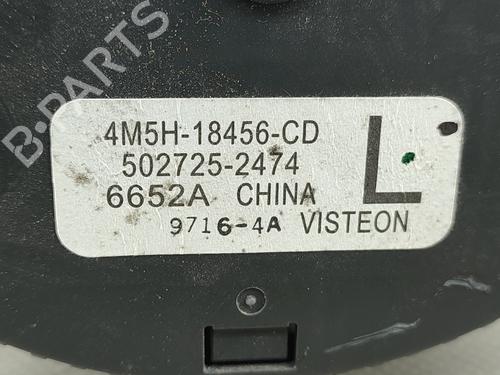 4M5H-18456-CD
502725-2474
L
6652A CHINA
9716-4A VISTEON
B-PARTS